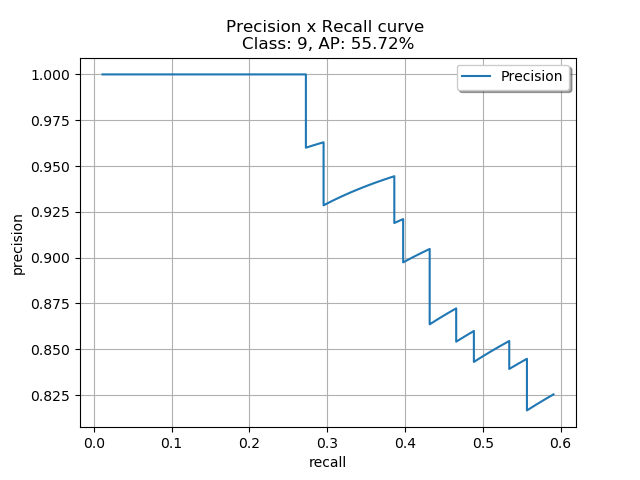 Precision x Recall curve
Class: 9, AP: 55.72%
Precision
1.000
0.975
0.950
0.925
0.900
0.875
0.850
0.825
precision
0.0 0.1 0.2 0.3 0.4 0.5 0.6
recall